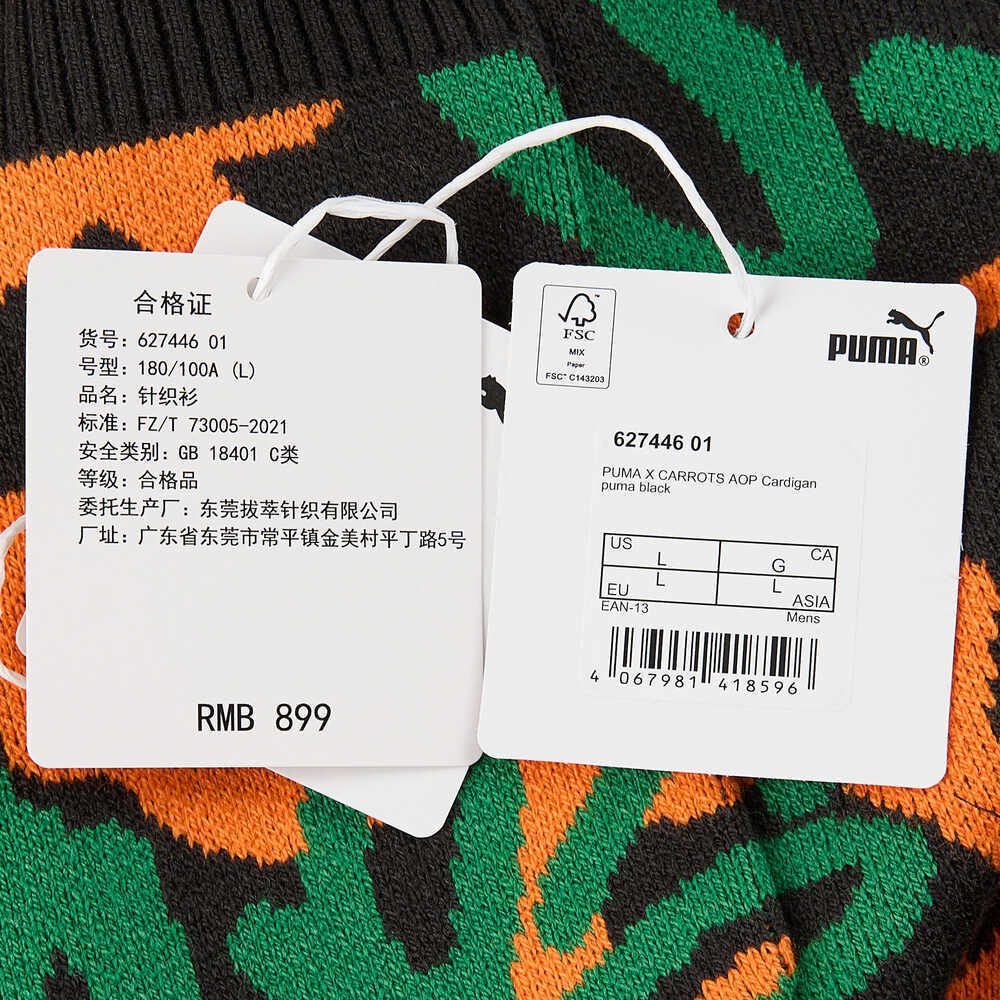 合格证
货号: 627446 01
号型: 180/100A (L)
品名: 针织衫
标准: FZ/T 73005-2021
安全类别: GB 18401 C类
等级: 合格品
委托生产厂: 东莞拔萃针织有限公司
厂址: 广东省东莞市常平镇金美村平丁路5号
RMB 899
FSC
MIX
Paper
FSC™ C143203
PUMA®
627446 01
PUMA X CARROTS AOP Cardigan
puma black
US L G CA
EU L L ASIA
EAN-13 Mens
4 067981 418596